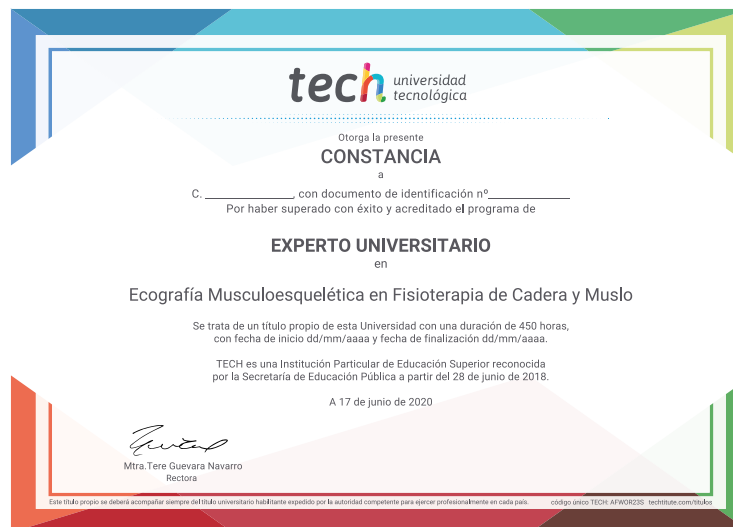 tech universidad
tecnológica
Otorga la presente
CONSTANCIA
a
C. ______________, con documento de identificación nº_____________
Por haber superado con éxito y acreditado el programa de
EXPERTO UNIVERSITARIO
en
Ecografía Musculoesquelética en Fisioterapia de Cadera y Muslo
Se trata de un título propio de esta Universidad con una duración de 450 horas,
con fecha de inicio dd/mm/aaaa y fecha de finalización dd/mm/aaaa.
TECH es una Institución Particular de Educación Superior reconocida
por la Secretaría de Educación Pública a partir del 28 de junio de 2018.
A 17 de junio de 2020
Mtra.Tere Guevara Navarro
Rectora
Este título propio se deberá acompañar siempre del título universitario habilitante expedido por la autoridad competente para ejercer profesionalmente en cada país. código único TECH: AFWOR23S techtitute.com/titulos